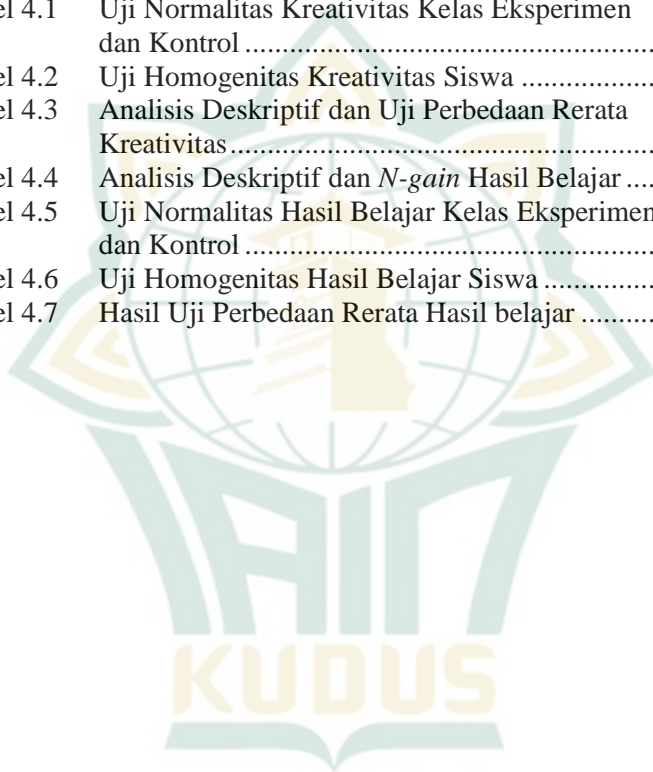 el 4.1 Uji Normalitas Kreativitas Kelas Eksperimen
dan Kontrol ........................................................
el 4.2 Uji Homogenitas Kreativitas Siswa ...................
el 4.3 Analisis Deskriptif dan Uji Perbedaan Rerata
Kreativitas..........................................................
el 4.4 Analisis Deskriptif dan N-gain Hasil Belajar ....
el 4.5 Uji Normalitas Hasil Belajar Kelas Eksperimen
dan Kontrol ........................................................
el 4.6 Uji Homogenitas Hasil Belajar Siswa ................
el 4.7 Hasil Uji Perbedaan Rerata Hasil belajar ...........
IAIN
KUDUS